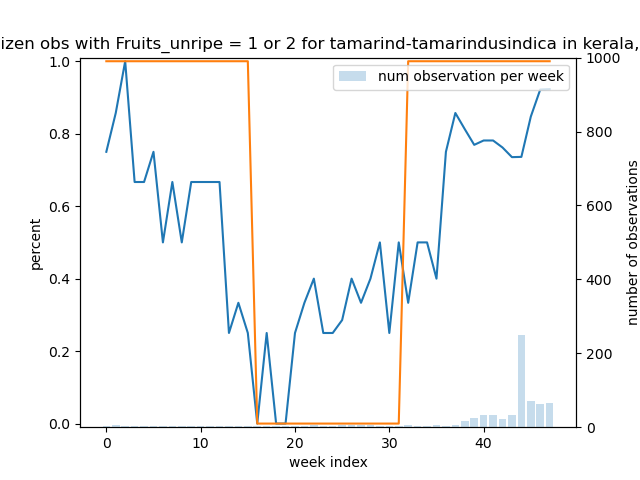 izen obs with Fruits_unripe = 1 or 2 for tamarind-tamarindusindica in kerala,
num observation per week
1.0
0.8
0.6
0.4
0.2
0.0
percent
1000
800
600
400
200
0
number of observations
0 10 20 30 40
week index